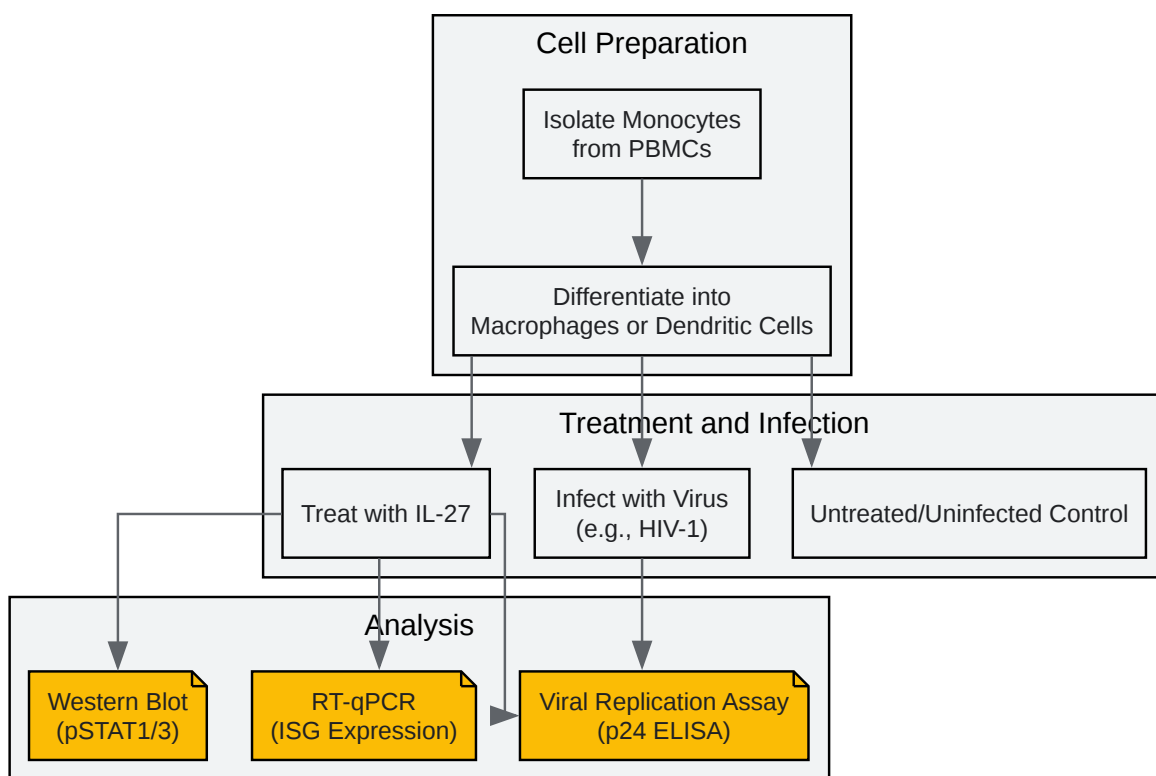 Cell Preparation
Isolate Monocytes
from PBMCs
Differentiate into
Macrophages or Dendritic Cells
Treatment and Infection
Treat with IL-27
Infect with Virus
(e.g., HIV-1)
Untreated/Uninfected Control
Analysis
Western Blot
(pSTAT1/3)
RT-qPCR
(ISG Expression)
Viral Replication Assay
(p24 ELISA)